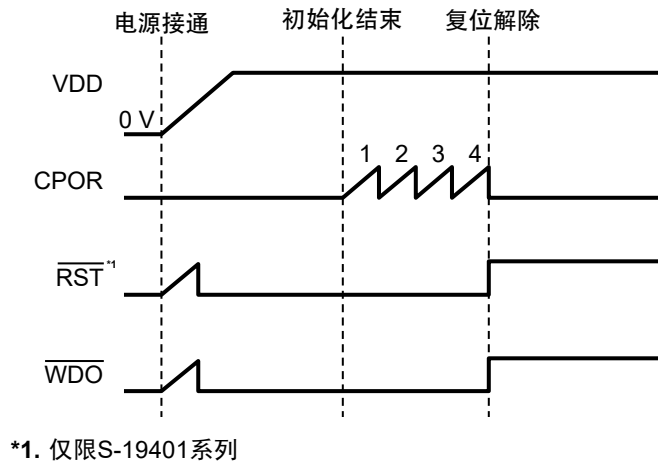 电源接通 初始化结束 复位解除
VDD
0 V
1 2 3 4
CPOR
RST*1
WDO
*1. 仅限S-19401系列